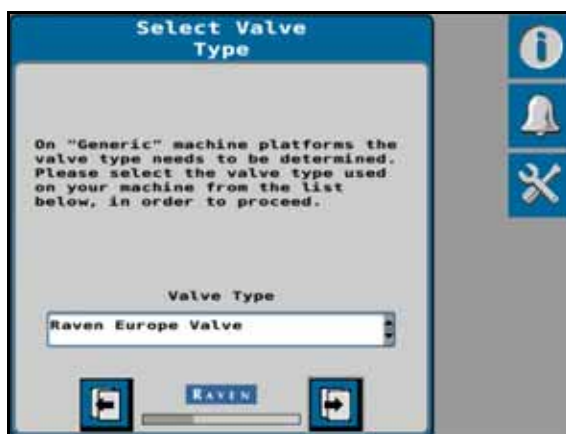 Select Valve
Type
On "Generic" machine platforms the
valve type needs to be determined.
Please select the valve type used
on your machine from the list
below, in order to proceed.
Valve Type
Raven Europe Valve
RAVEN